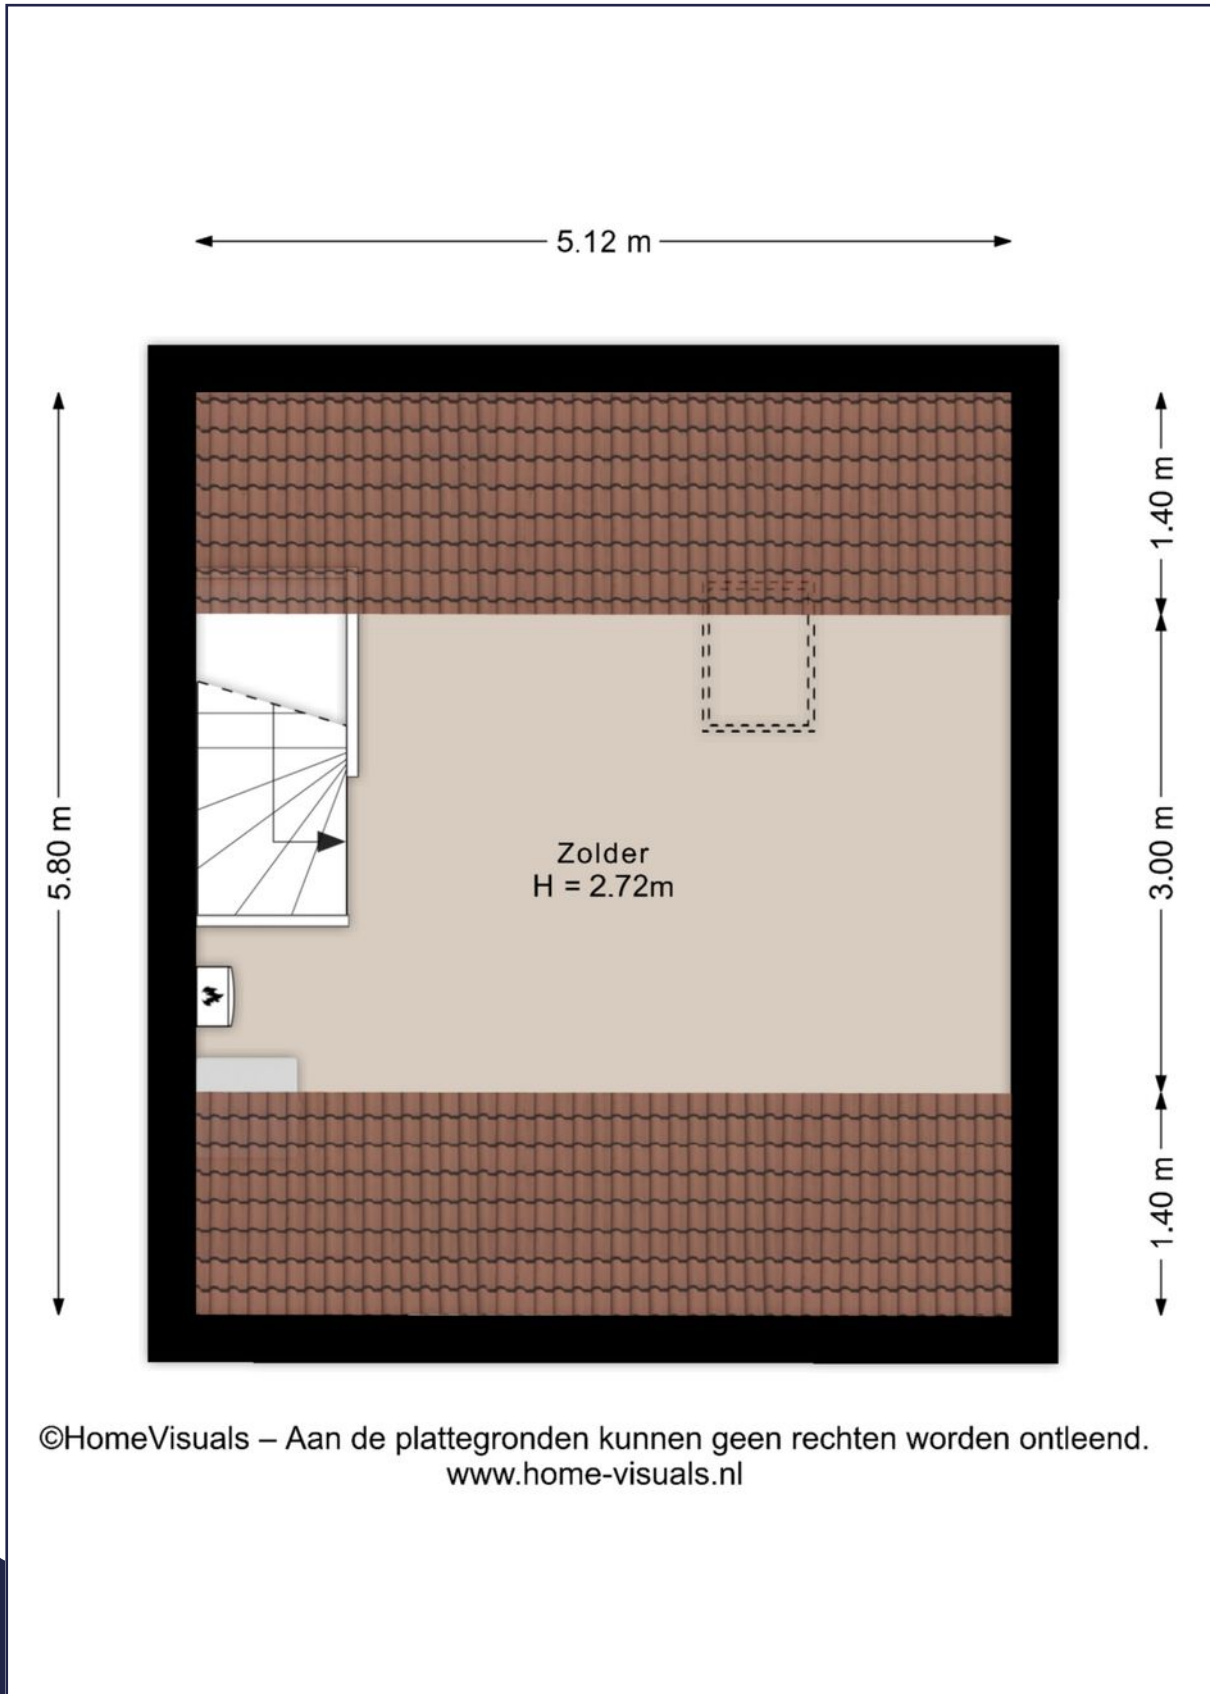 5.12 m
1.40 m
5.80 m
3.00 m
Zolder
H = 2.72m
1.40 m
©HomeVisuals – Aan de plattegronden kunnen geen rechten worden ontleend.
www.home-visuals.nl